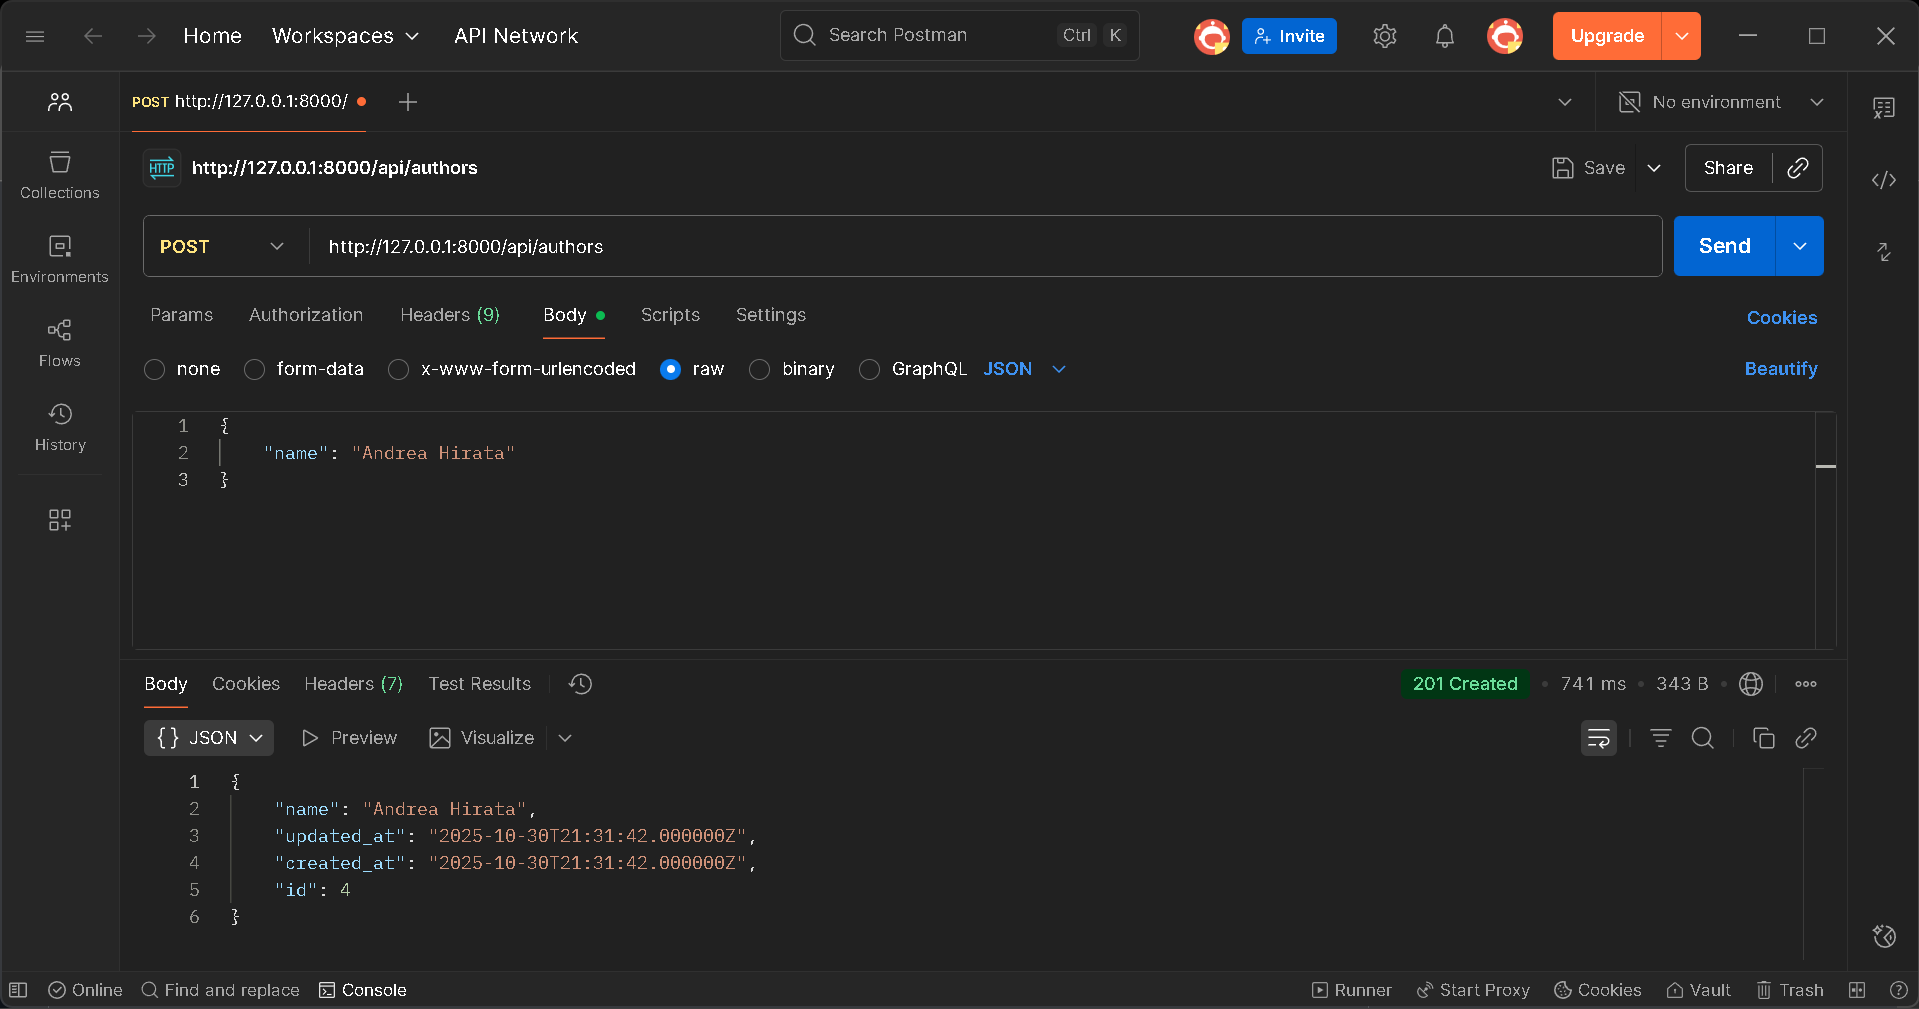 Home
Workspaces
API Network
Search Postman
Ctrl K
Invite
Upgrade
POST http://127.0.0.1:8000/
No environment
HTTP http://127.0.0.1:8000/api/authors
Save
Share
Collections
Environments
Flows
History
POST
http://127.0.0.1:8000/api/authors
Send
Params
Authorization
Headers (9)
Body
Scripts
Settings
Cookies
none
form-data
x-www-form-urlencoded
raw
binary
GraphQL
JSON
Beautify
1 {
2 "name": "Andrea Hirata"
3 }
Body
Cookies
Headers (7)
Test Results
201 Created
741 ms
343 B
{} JSON
Preview
Visualize
1 {
2 "name": "Andrea Hirata",
3 "updated_at": "2025-10-30T21:31:42.000000Z",
4 "created_at": "2025-10-30T21:31:42.000000Z",
5 "id": 4
6 }
Online
Find and replace
Console
Runner
Start Proxy
Cookies
Vault
Trash